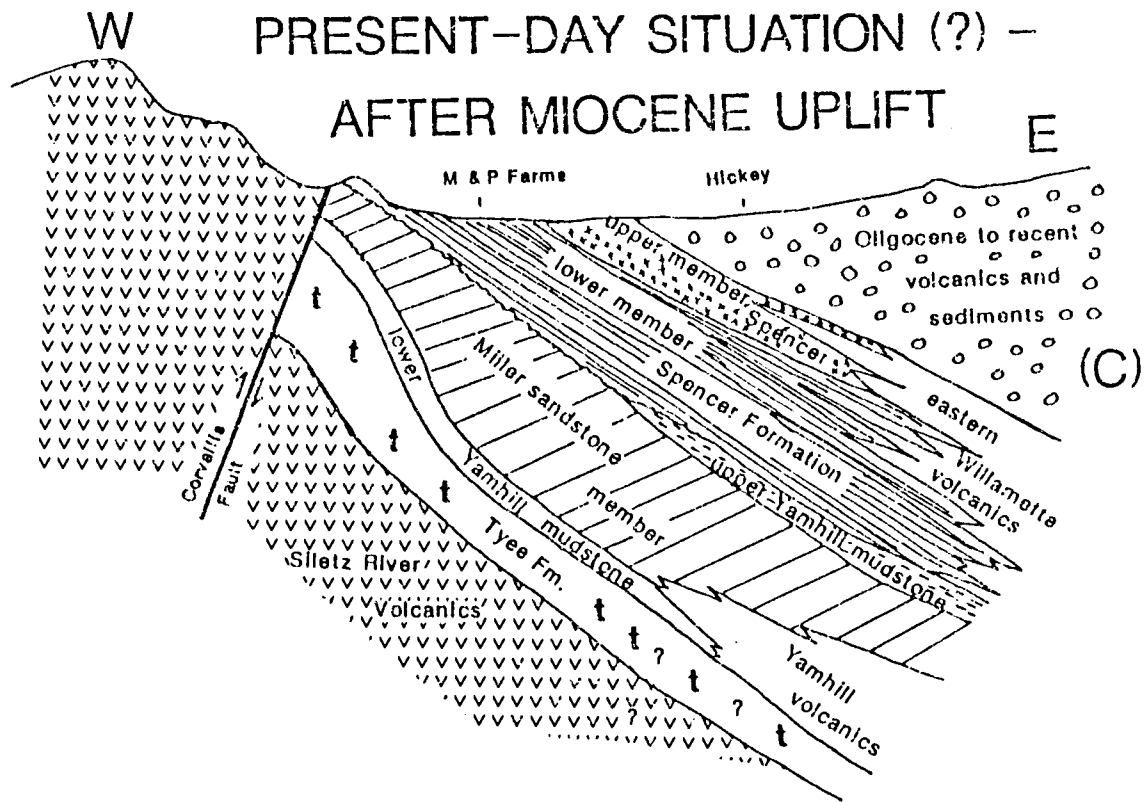 W
PRESENT-DAY SITUATION (?) -
AFTER MIOCENE UPLIFT
E
M & P Farms
Hickey
upper member Spencer
Oligocene to recent
volcanics and
sediments
(C)
lower member
Spencer Formation
eastern
Willamette
volcanics
Miller sandstone
member
upper Yamhill mudstone
lower
Yamhill mudstone
Corvallis
Fault
t
t
t
t
Tyee Fm.
t
t
?
t
?
t
Siletz River
Volcanics
?
Yamhill
volcanics